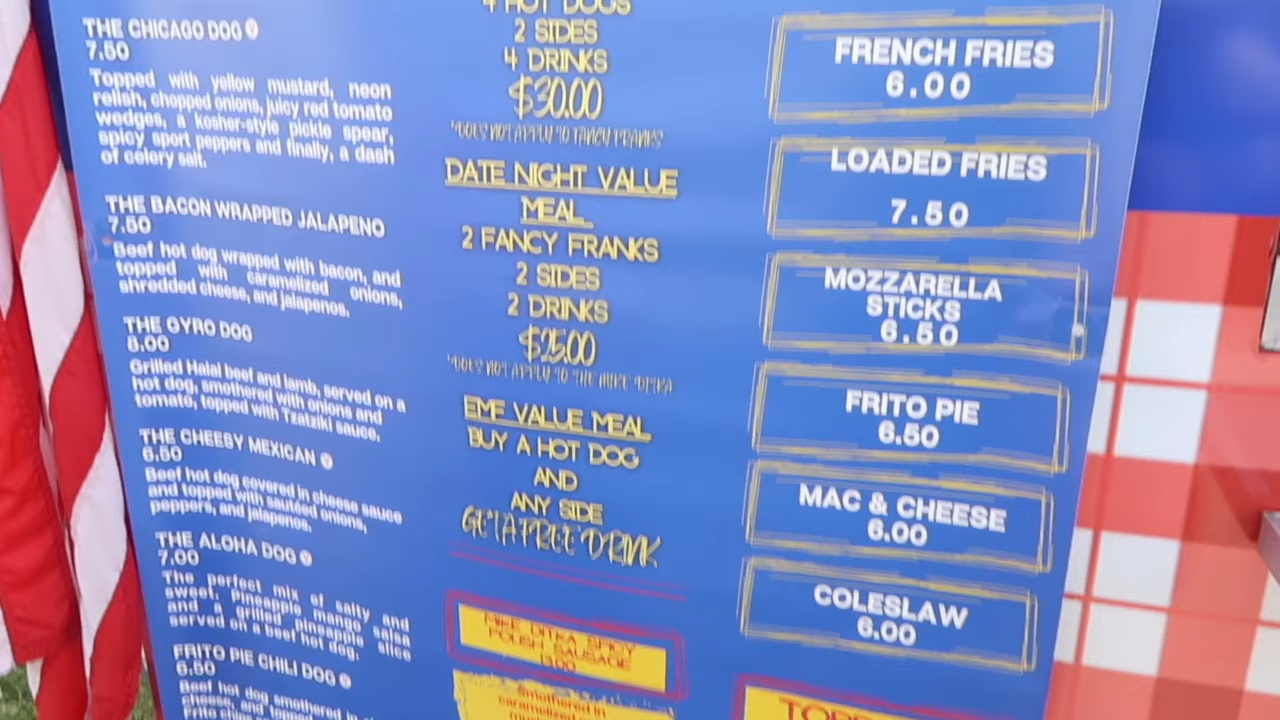 THE CHICAGO DOG
7.50
Topped with yellow mustard, neon
relish, chopped onions, juicy red tomato
wedges, a kosher-style pickle spear,
spicy sport peppers and finally, a dash
of celery salt.
THE BACON WRAPPED JALAPENO
7.50
Beef hot dog wrapped with bacon, and
topped with caramelized onions,
shredded cheese, and jalapenos.
THE GYRO DOG
8.00
Grilled Halal beef and lamb, served on a
hot dog, smothered with onions and
tomato, topped with Tzatziki sauce.
THE CHEESY MEXICAN
6.50
Beef hot dog covered in cheese sauce
and topped with sautéed onions,
peppers, and jalapenos.
THE ALOHA DOG
7.00
The perfect mix of salty and
sweet. Pineapple mango salsa
and a grilled pineapple slice
served on a beef hot dog.
FRITO PIE CHILI DOG
6.50
Beef hot dog smothered in
cheese, and topped
Frito chips
4 HOT DOGS
2 SIDES
4 DRINKS
$30.00
*DOES NOT APPLY TO FANCY FRANKS
DATE NIGHT VALUE
MEAL
2 FANCY FRANKS
2 SIDES
2 DRINKS
$25.00
*DOES NOT APPLY TO THE MIKE DITKA
EMF VALUE MEAL
BUY A HOT DOG
AND
ANY SIDE
GET A FREE DRINK
MIKE DITKA SPICY
POLISH SAUSAGE
13.00
Smothered in
caramelized
FRENCH FRIES
6.00
LOADED FRIES
7.50
MOZZARELLA
STICKS
6.50
FRITO PIE
6.50
MAC & CHEESE
6.00
COLESLAW
6.00